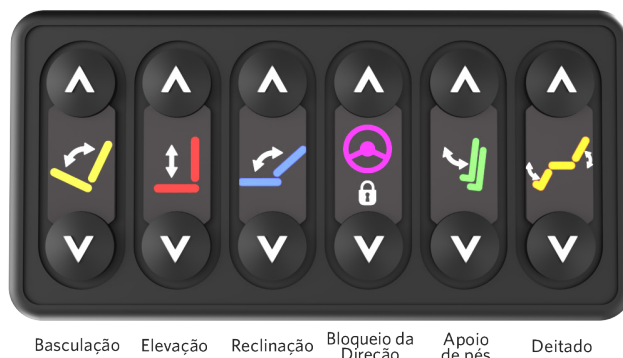 Basculação
Elevação
Reclinação
Bloqueio da
Direção
Apoio
de pés
Deitado